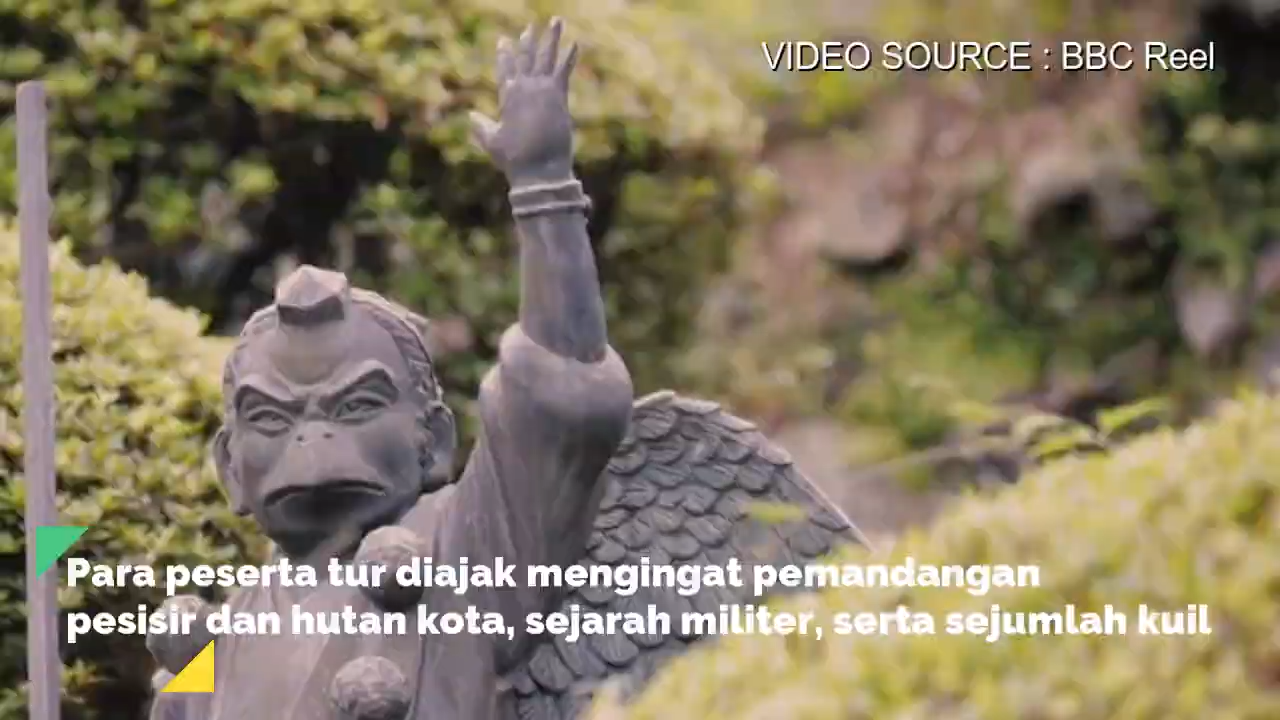 VIDEO SOURCE : BBC Reel
Para peserta tur diajak mengingat pemandangan
pesisir dan hutan kota, sejarah militer, serta sejumlah kuil